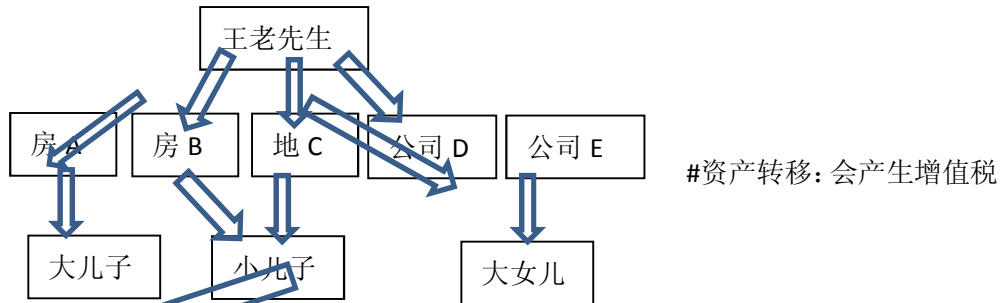 王老先生
房 A
房 B
地 C
公司 D
公司 E
#资产转移：会产生增值税
大儿子
小儿子
大女儿